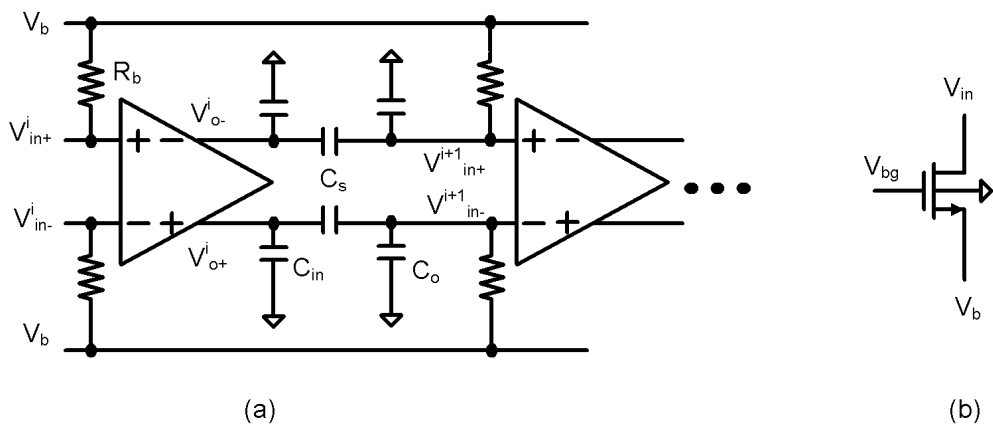 V_b
R_b
V^i_in+
+ −
V^i_o-
V^i+1_in+
+ −
C_s
V^i+1_in-
V^i_in-
− +
− +
V^i_o+
C_in
C_o
V_b
(a)
V_in
V_bg
V_b
(b)